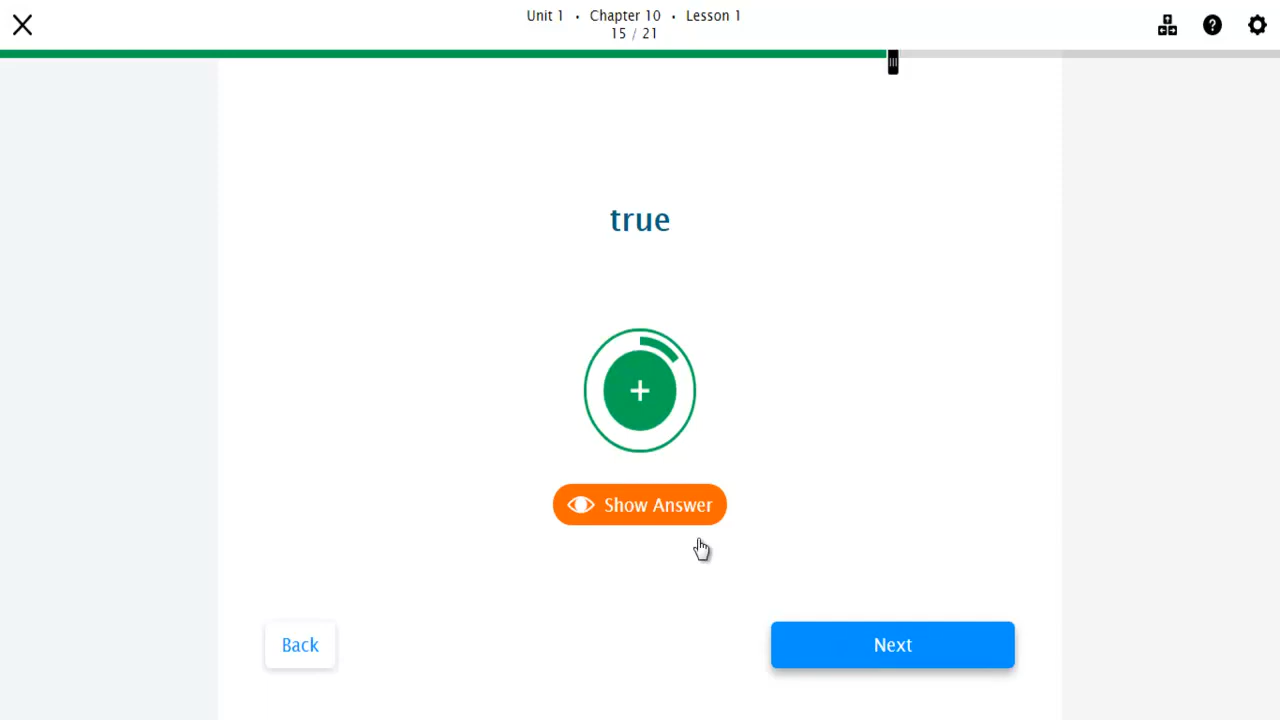 Unit 1 • Chapter 10 • Lesson 1
15 / 21
true
Show Answer
Back
Next